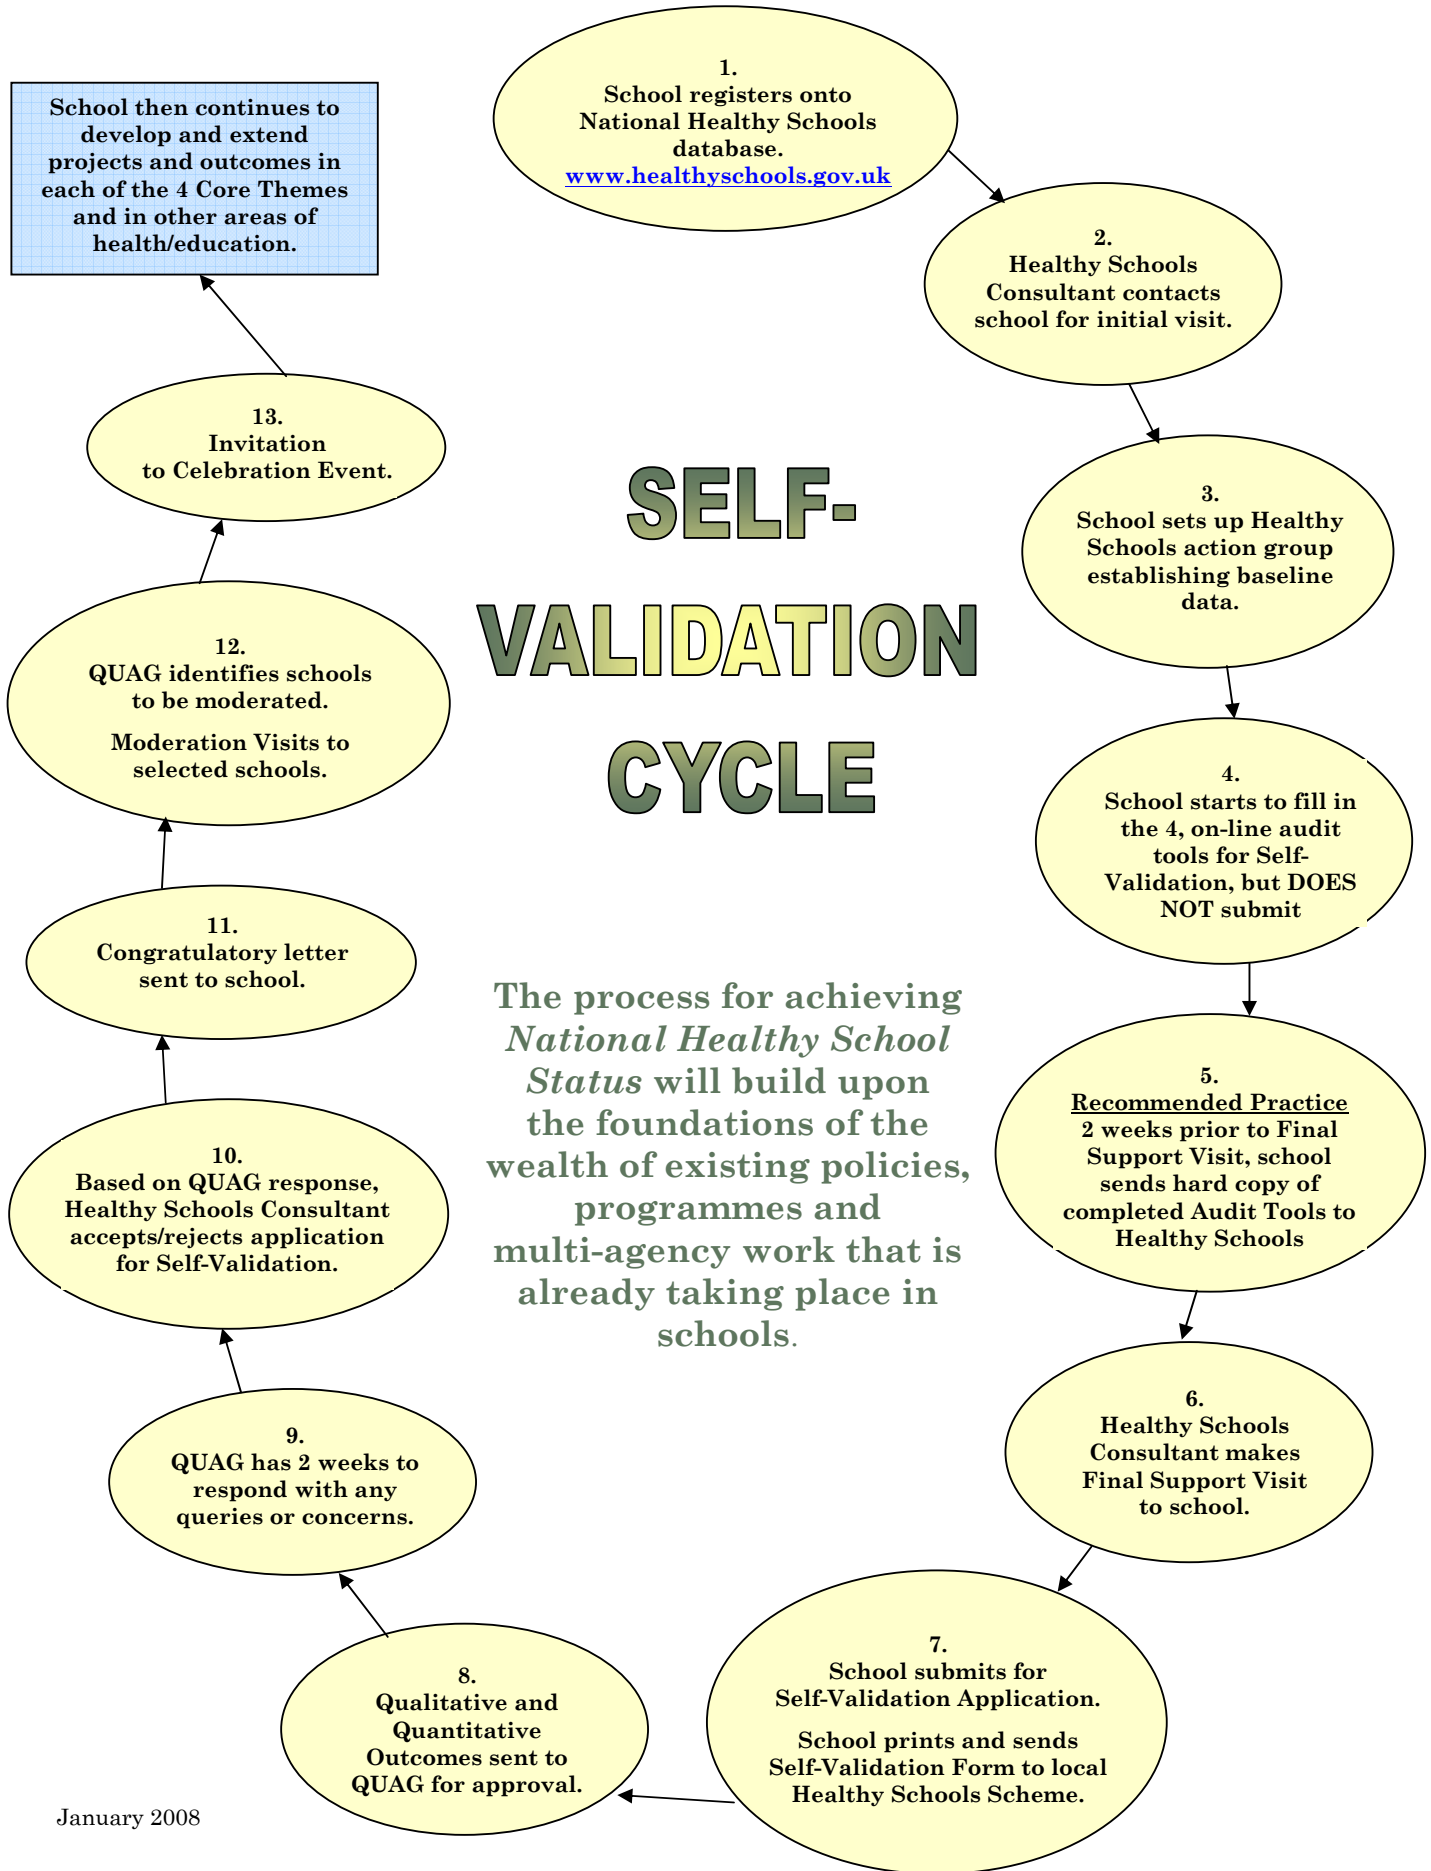 1.
School registers onto
National Healthy Schools
database.
www.healthyschools.gov.uk
2.
Healthy Schools
Consultant contacts
school for initial visit.
3.
School sets up Healthy
Schools action group
establishing baseline
data.
4.
School starts to fill in
the 4, on-line audit
tools for Self-
Validation, but DOES
NOT submit
5.
Recommended Practice
2 weeks prior to Final
Support Visit, school
sends hard copy of
completed Audit Tools to
Healthy Schools
6.
Healthy Schools
Consultant makes
Final Support Visit
to school.
7.
School submits for
Self-Validation Application.
School prints and sends
Self-Validation Form to local
Healthy Schools Scheme.
8.
Qualitative and
Quantitative
Outcomes sent to
QUAG for approval.
9.
QUAG has 2 weeks to
respond with any
queries or concerns.
10.
Based on QUAG response,
Healthy Schools Consultant
accepts/rejects application
for Self-Validation.
11.
Congratulatory letter
sent to school.
12.
QUAG identifies schools
to be moderated.
Moderation Visits to
selected schools.
13.
Invitation
to Celebration Event.
School then continues to
develop and extend
projects and outcomes in
each of the 4 Core Themes
and in other areas of
health/education.
SELF-
VALIDATION
CYCLE
The process for achieving
National Healthy School
Status will build upon
the foundations of the
wealth of existing policies,
programmes and
multi-agency work that is
already taking place in
schools.
January 2008